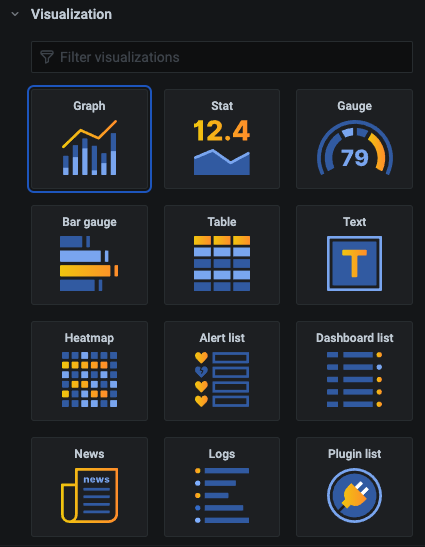 Visualization
Filter visualizations
Graph
Stat
Gauge
12.4
79
Bar gauge
Table
Text
T
Heatmap
Alert list
Dashboard list
News
Logs
Plugin list
news